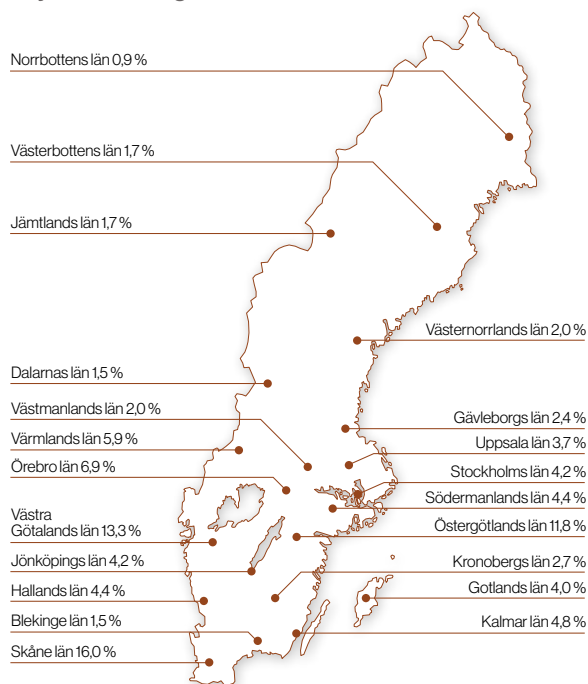 Norrbottens län 0,9 %
Västerbottens län 1,7 %
Jämtlands län 1,7 %
Västernorrlands län 2,0 %
Dalarnas län 1,5 %
Västmanlands län 2,0 %
Värmlands län 5,9 %
Örebro län 6,9 %
Västra
Götalands län 13,3 %
Jönköpings län 4,2 %
Hallands län 4,4 %
Blekinge län 1,5 %
Skåne län 16,0 %
Gävleborgs län 2,4 %
Uppsala län 3,7 %
Stockholms län 4,2 %
Södermanlands län 4,4 %
Östergötlands län 11,8 %
Kronobergs län 2,7 %
Gotlands län 4,0 %
Kalmar län 4,8 %